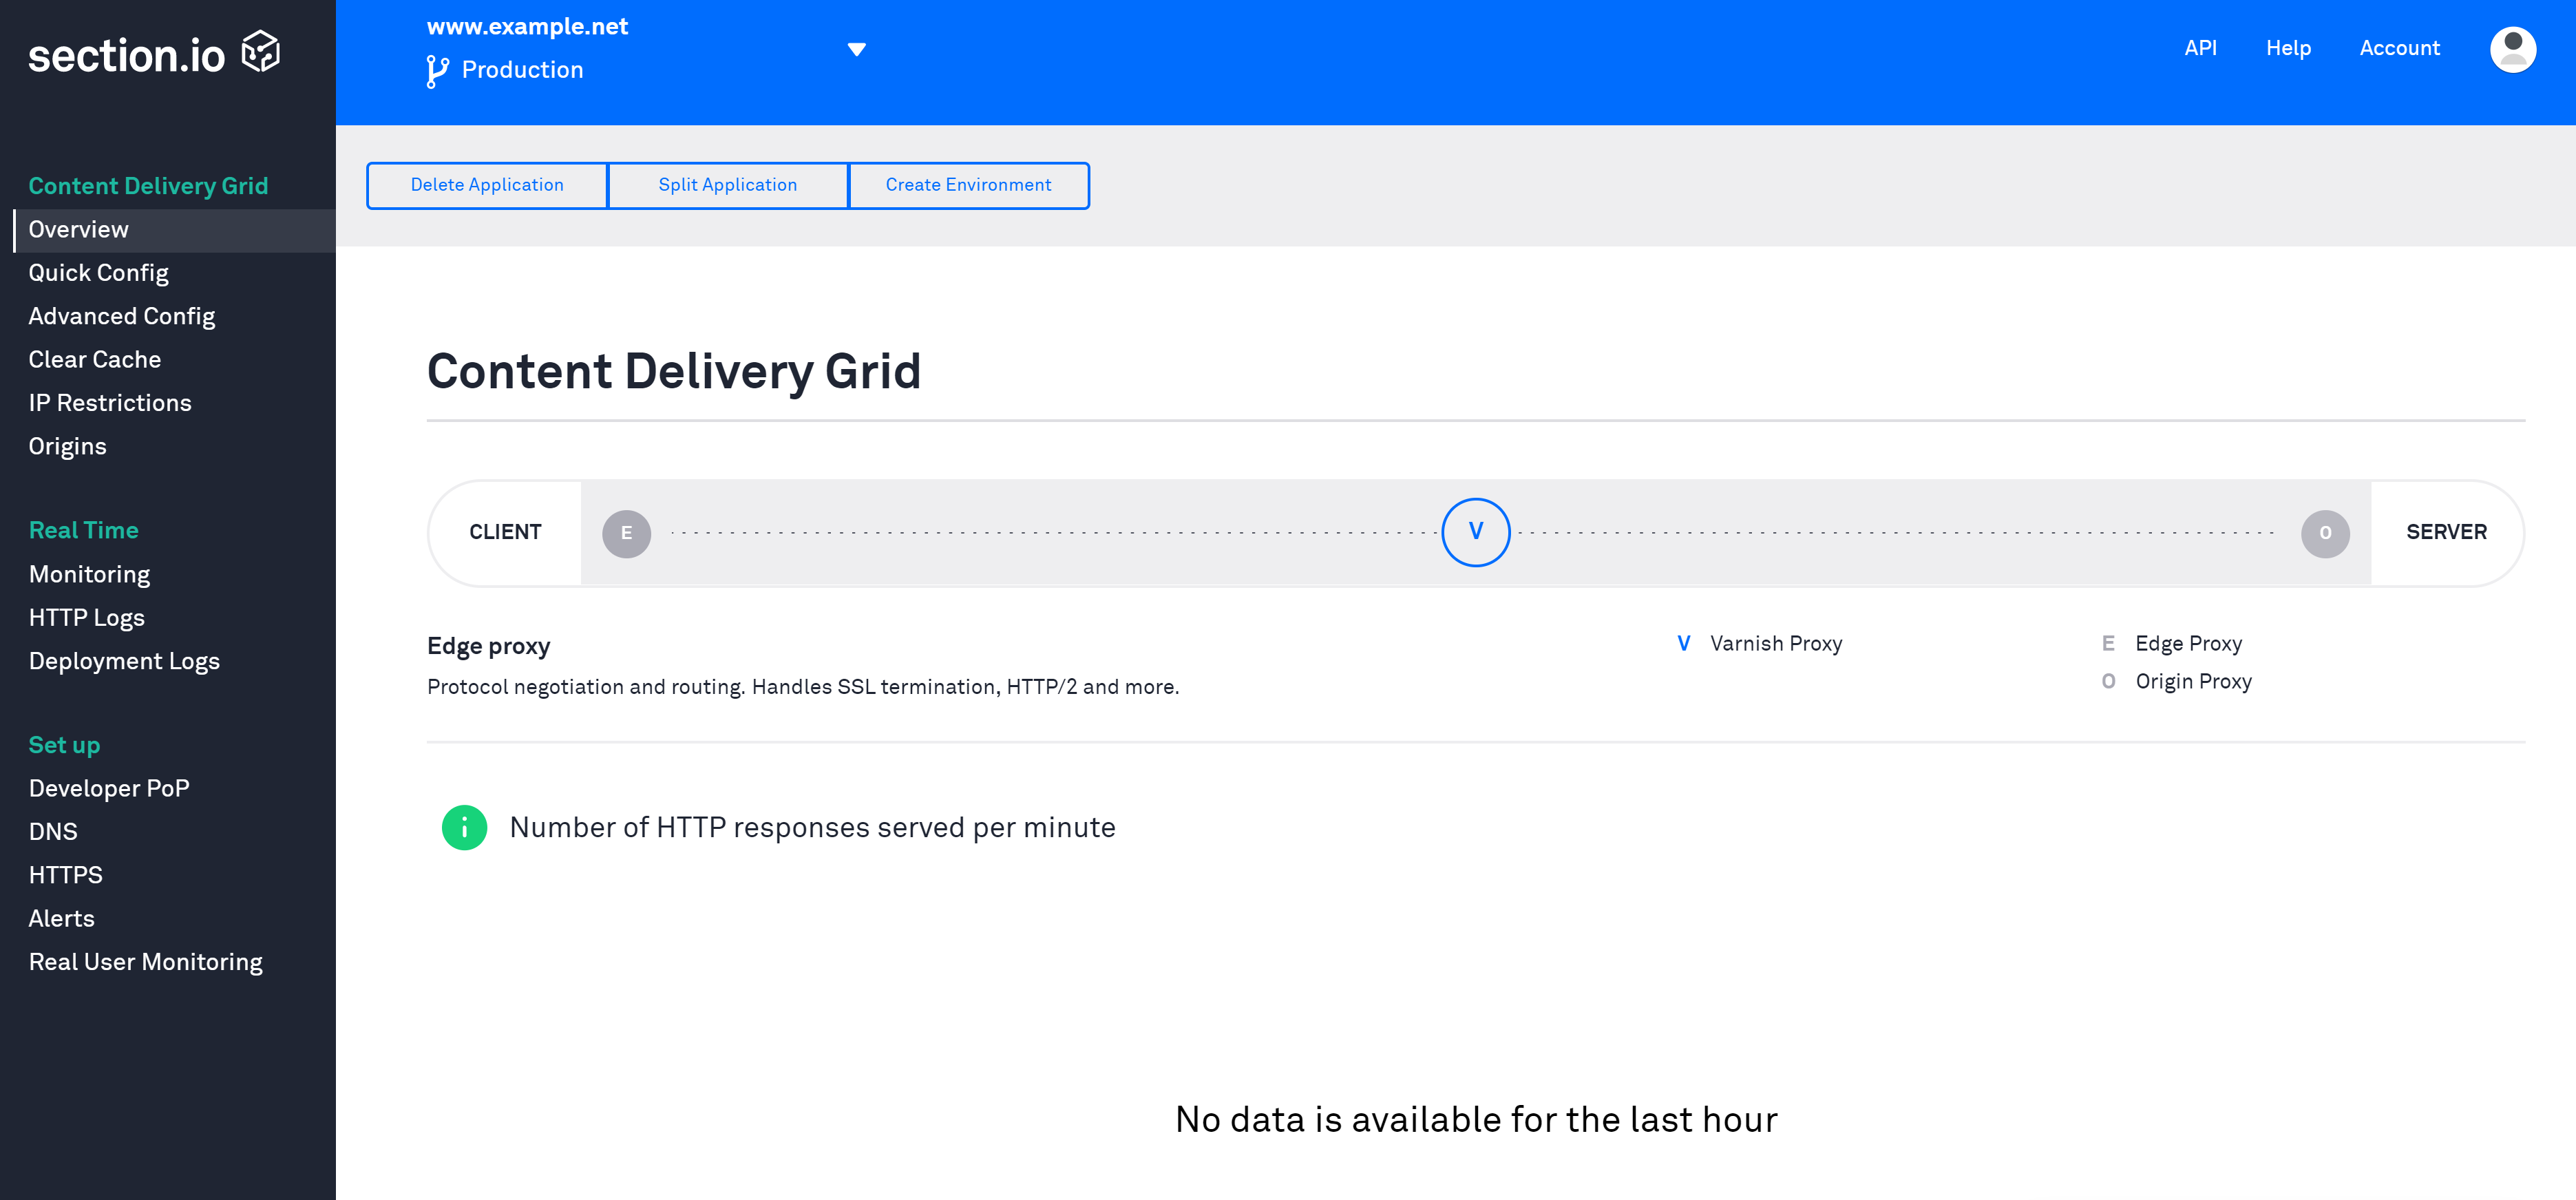 section.io
www.example.net
Production
API Help Account
Content Delivery Grid
Overview
Quick Config
Advanced Config
Clear Cache
IP Restrictions
Origins
Real Time
Monitoring
HTTP Logs
Deployment Logs
Set up
Developer PoP
DNS
HTTPS
Alerts
Real User Monitoring
Delete Application Split Application Create Environment
Content Delivery Grid
CLIENT E V O SERVER
Edge proxy
Protocol negotiation and routing. Handles SSL termination, HTTP/2 and more.
V Varnish Proxy
E Edge Proxy
O Origin Proxy
Number of HTTP responses served per minute
No data is available for the last hour